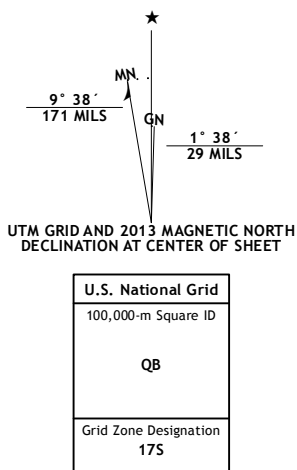 ★
MN
GN
9° 38´
171 MILS
1° 38´
29 MILS
UTM GRID AND 2013 MAGNETIC NORTH
DECLINATION AT CENTER OF SHEET
U.S. National Grid
100,000-m Square ID
QB
Grid Zone Designation
17S